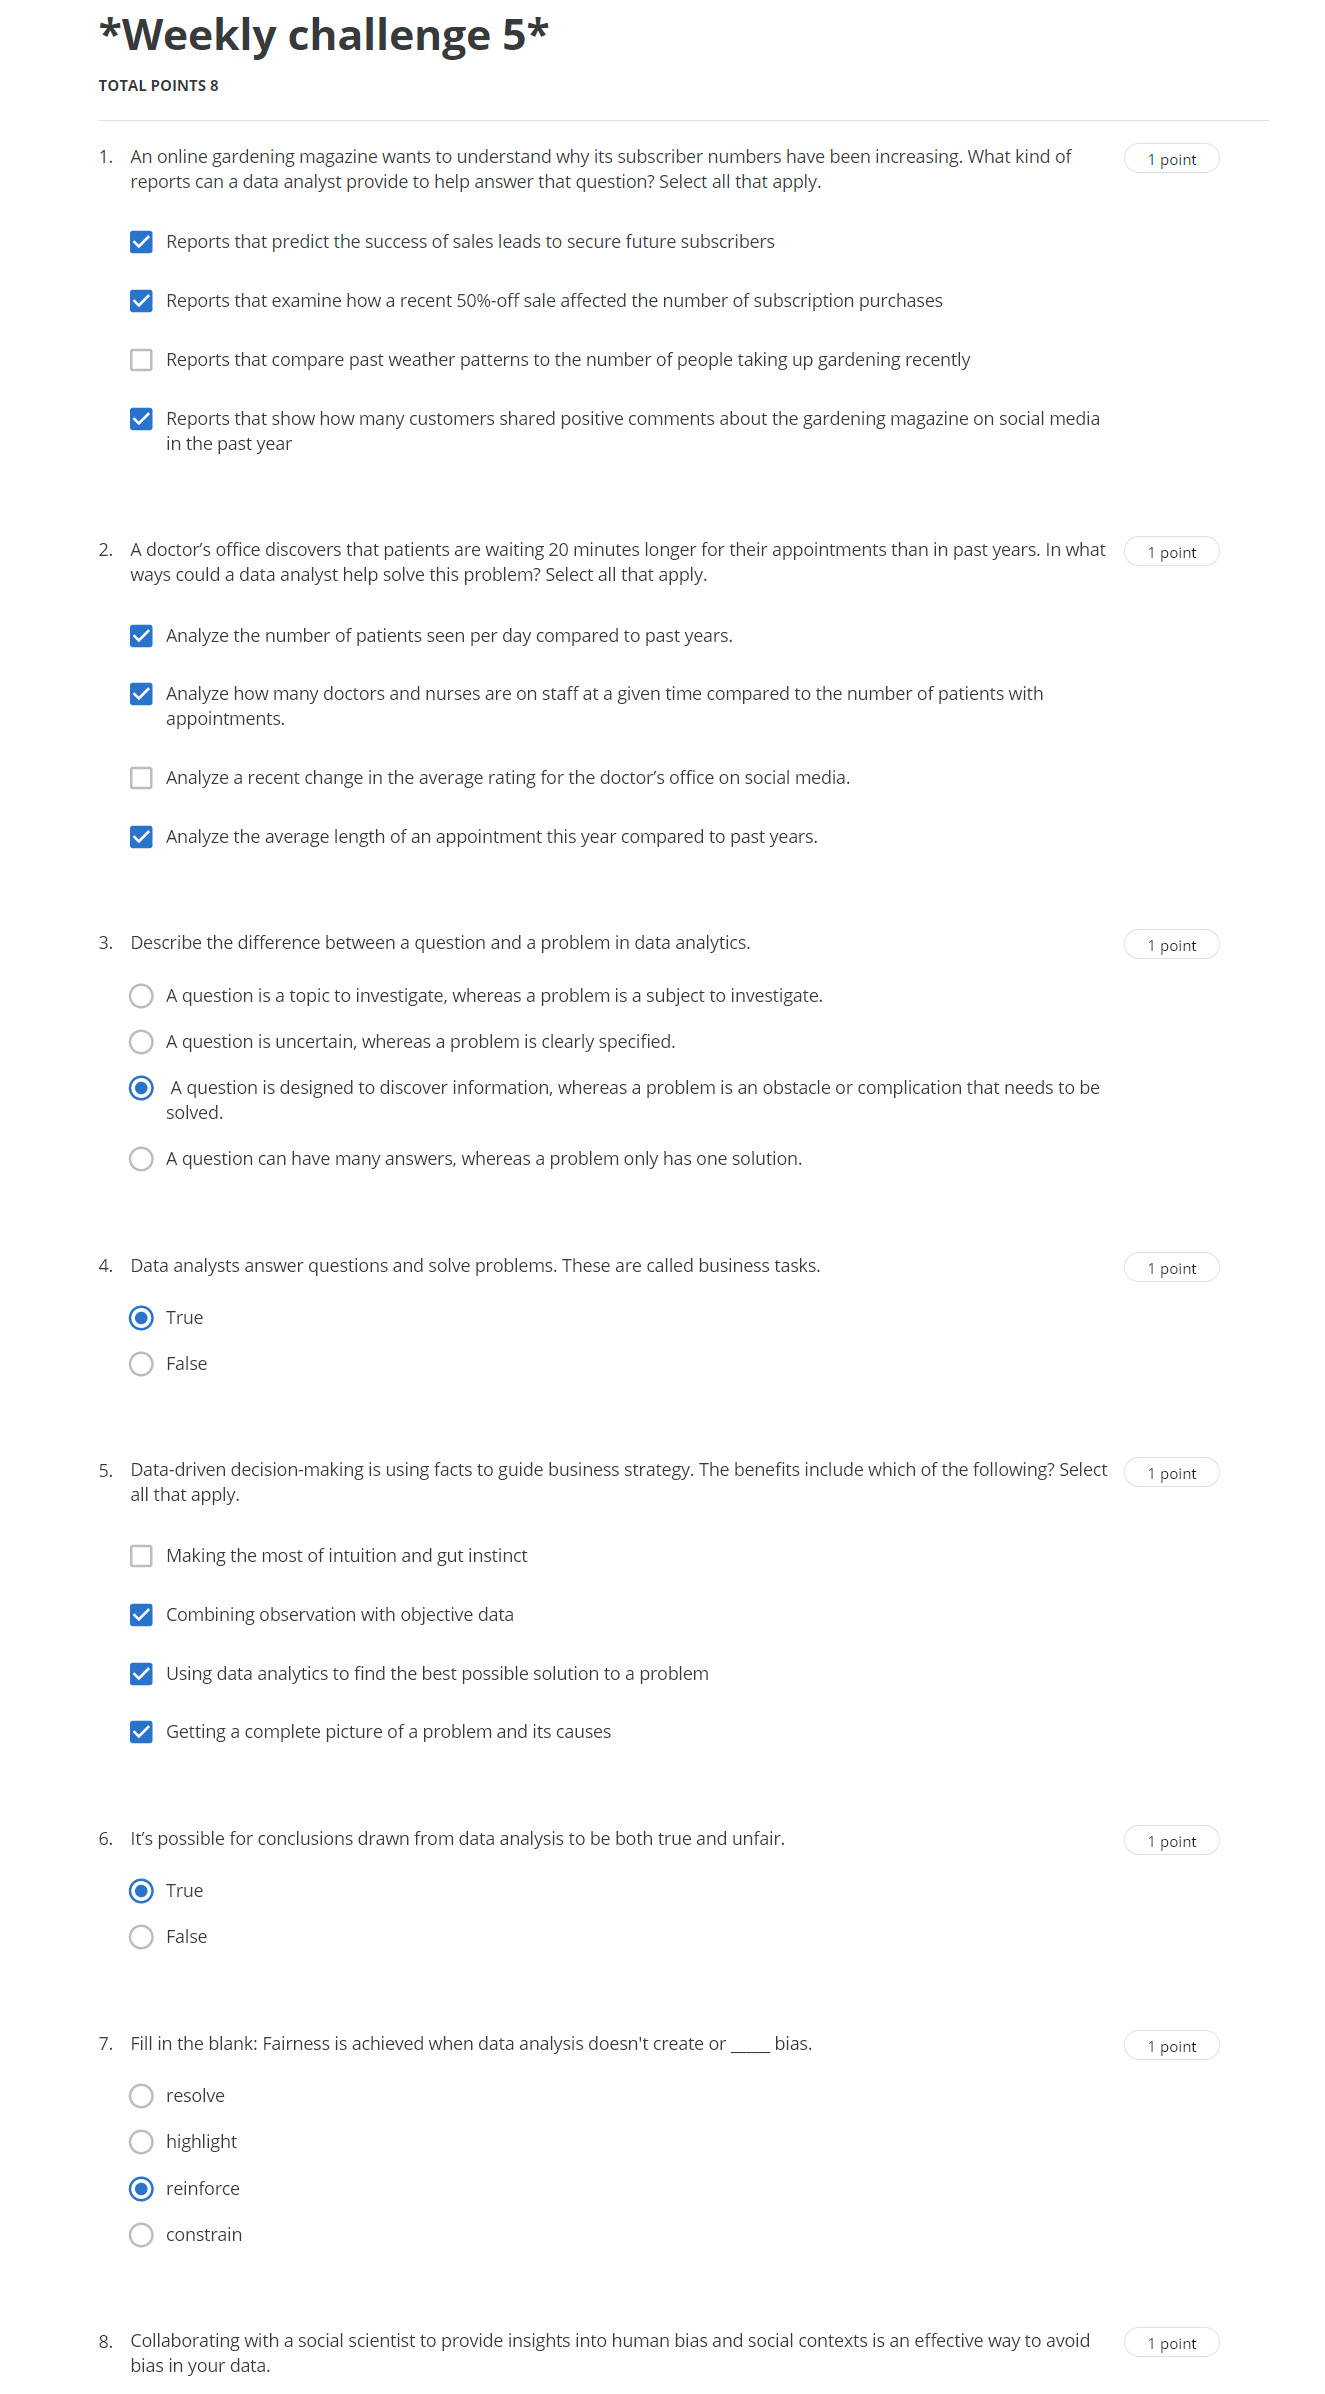 *Weekly challenge 5*
TOTAL POINTS 8
1. An online gardening magazine wants to understand why its subscriber numbers have been increasing. What kind of
reports can a data analyst provide to help answer that question? Select all that apply.
1 point
Reports that predict the success of sales leads to secure future subscribers
Reports that examine how a recent 50%-off sale affected the number of subscription purchases
Reports that compare past weather patterns to the number of people taking up gardening recently
Reports that show how many customers shared positive comments about the gardening magazine on social media
in the past year
2. A doctor’s office discovers that patients are waiting 20 minutes longer for their appointments than in past years. In what
ways could a data analyst help solve this problem? Select all that apply.
1 point
Analyze the number of patients seen per day compared to past years.
Analyze how many doctors and nurses are on staff at a given time compared to the number of patients with
appointments.
Analyze a recent change in the average rating for the doctor’s office on social media.
Analyze the average length of an appointment this year compared to past years.
3. Describe the difference between a question and a problem in data analytics.
1 point
A question is a topic to investigate, whereas a problem is a subject to investigate.
A question is uncertain, whereas a problem is clearly specified.
A question is designed to discover information, whereas a problem is an obstacle or complication that needs to be
solved.
A question can have many answers, whereas a problem only has one solution.
4. Data analysts answer questions and solve problems. These are called business tasks.
1 point
True
False
5. Data-driven decision-making is using facts to guide business strategy. The benefits include which of the following? Select
all that apply.
1 point
Making the most of intuition and gut instinct
Combining observation with objective data
Using data analytics to find the best possible solution to a problem
Getting a complete picture of a problem and its causes
6. It’s possible for conclusions drawn from data analysis to be both true and unfair.
1 point
True
False
7. Fill in the blank: Fairness is achieved when data analysis doesn't create or _____ bias.
1 point
resolve
highlight
reinforce
constrain
8. Collaborating with a social scientist to provide insights into human bias and social contexts is an effective way to avoid
bias in your data.
1 point